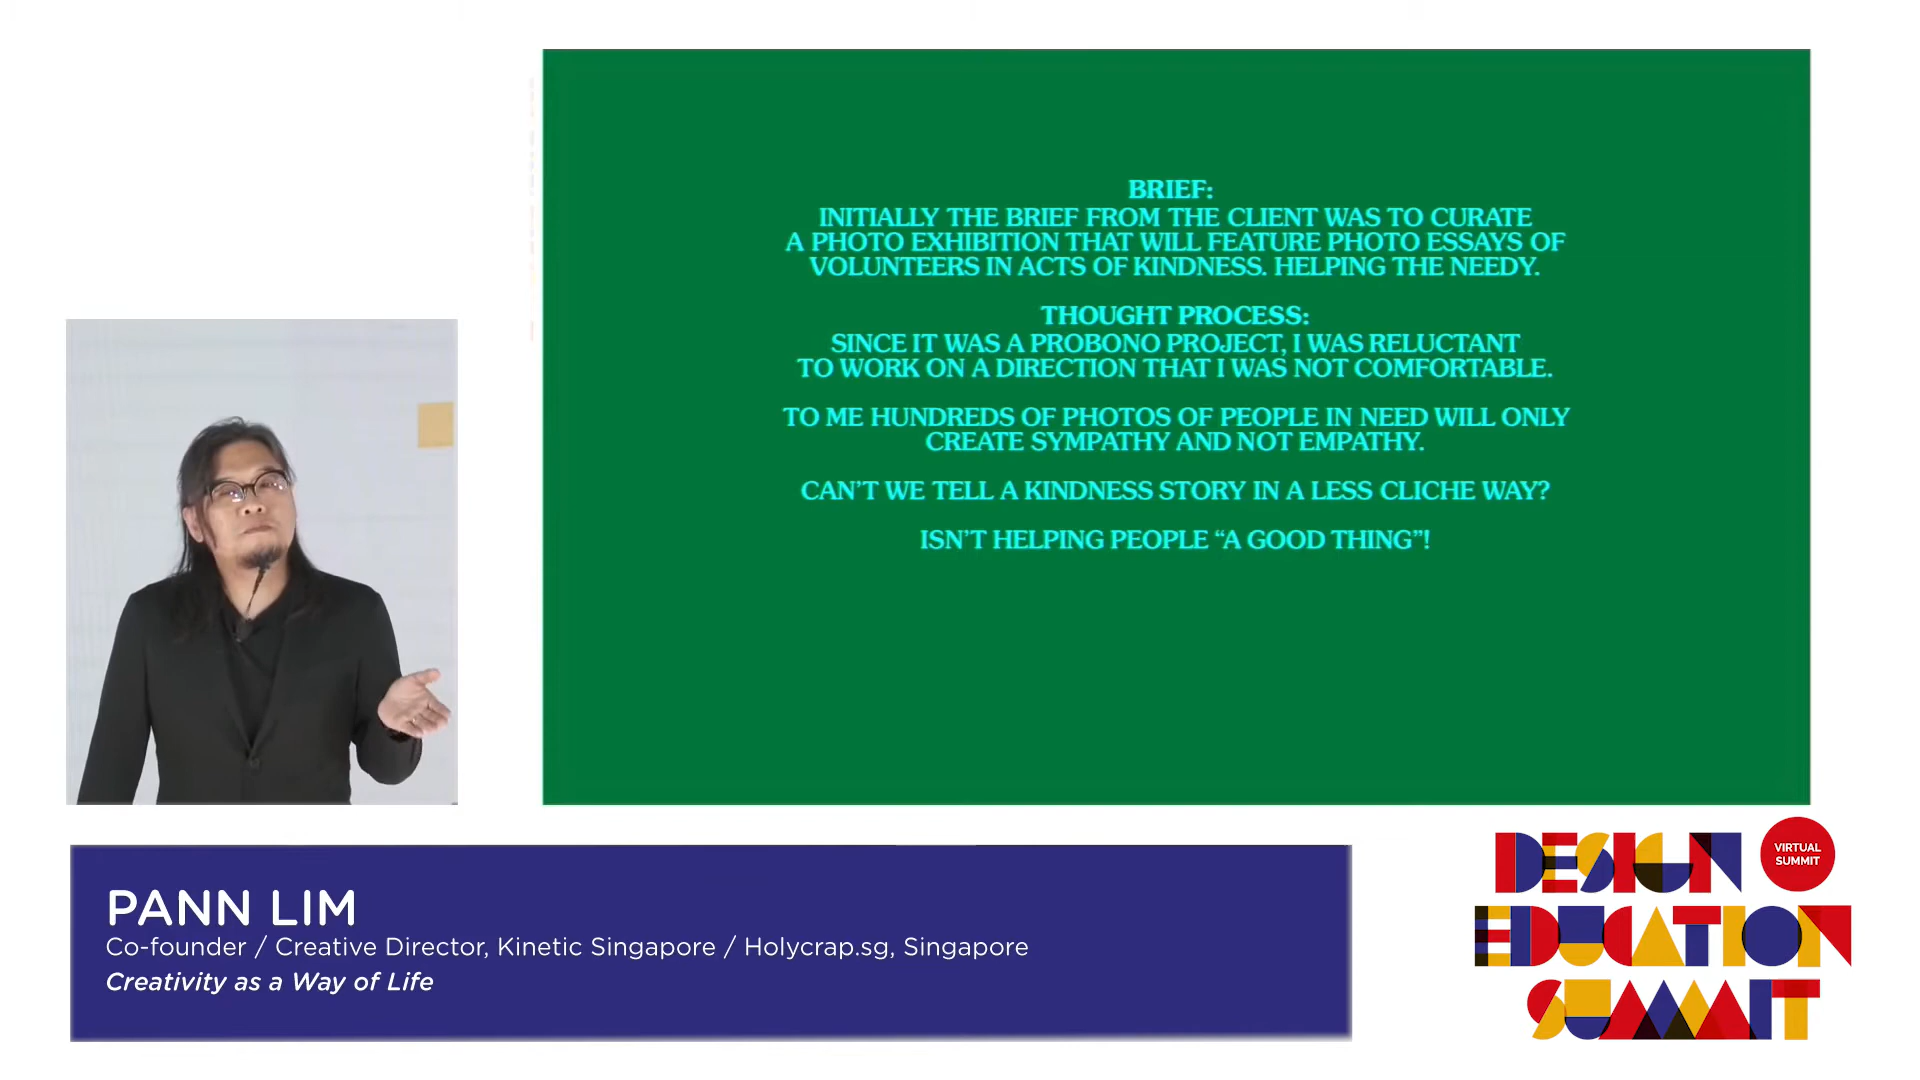 BRIEF:
INITIALLY THE BRIEF FROM THE CLIENT WAS TO CURATE
A PHOTO EXHIBITION THAT WILL FEATURE PHOTO ESSAYS OF
VOLUNTEERS IN ACTS OF KINDNESS. HELPING THE NEEDY.
THOUGHT PROCESS:
SINCE IT WAS A PROBONO PROJECT, I WAS RELUCTANT
TO WORK ON A DIRECTION THAT I WAS NOT COMFORTABLE.
TO ME HUNDREDS OF PHOTOS OF PEOPLE IN NEED WILL ONLY
CREATE SYMPATHY AND NOT EMPATHY.
CAN'T WE TELL A KINDNESS STORY IN A LESS CLICHE WAY?
ISN'T HELPING PEOPLE “A GOOD THING”!
PANN LIM
Co-founder / Creative Director, Kinetic Singapore / Holycrap.sg, Singapore
Creativity as a Way of Life
DESIGN
VIRTUAL
SUMMIT
EDUCATION
SUMMIT